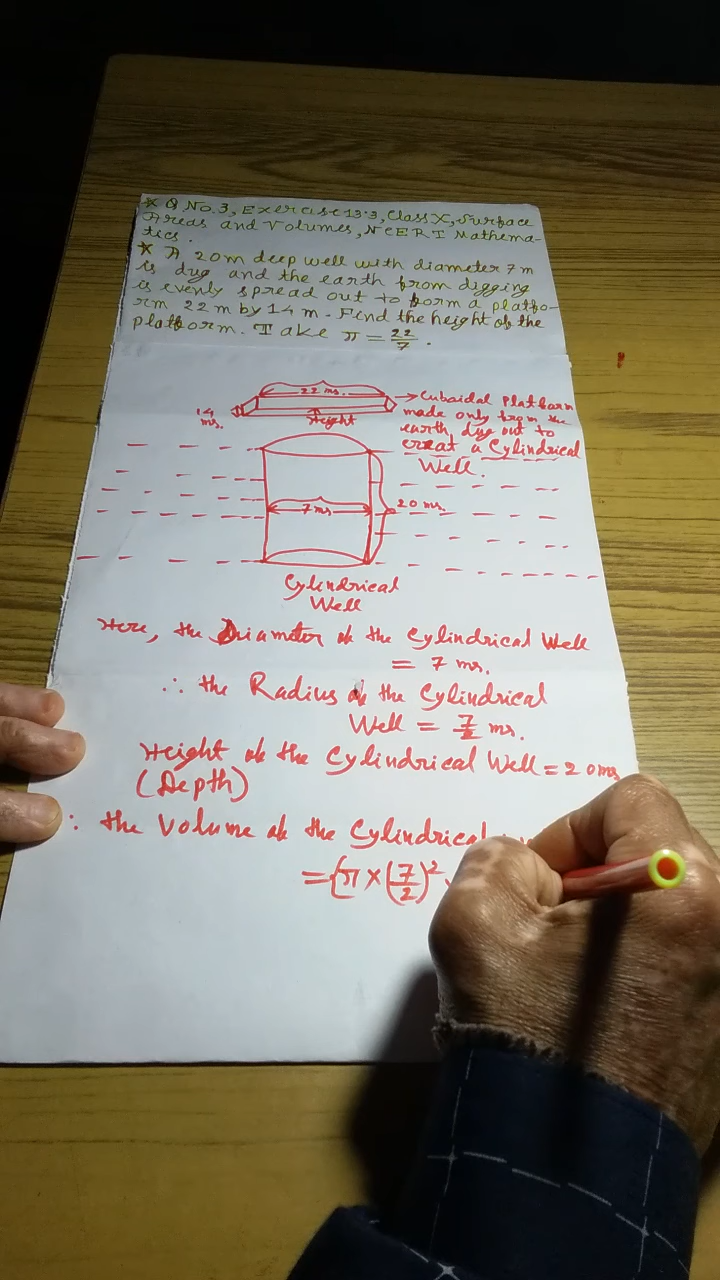 * Q No.3, Exercise 13.3, Class X, Surface
Areas and Volumes, NCERT Mathema-
tics.
* A 20m deep well with diameter 7m
is dug and the earth from digging
is evenly spread out to form a platfo-
rm 22 m by 14 m. Find the height of the
platform. Take π = 22/7.
22 ms.
14 ms.
Height
→ Cuboidal Platform
made only from the
earth dug out to
creat a Cylindrical
Well.
7 ms
20 ms.
Cylindrical
Well
Here, the Diameter of the Cylindrical Well
= 7 ms.
∴ the Radius of the Cylindrical
Well = 7/2 ms.
Height of the Cylindrical Well = 20ms
(Depth)
∴ the Volume of the Cylindrical
= {π × (7/2)²